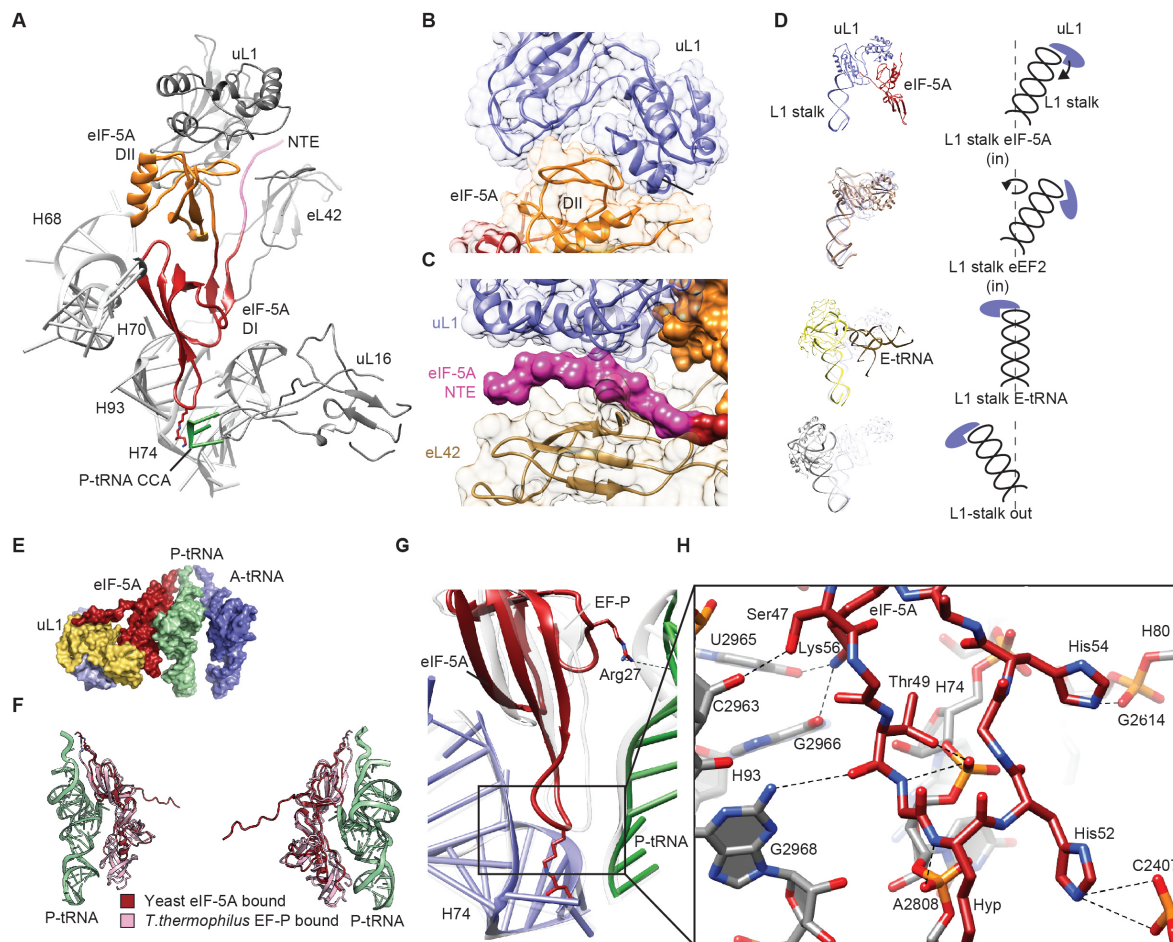 A
uL1
eIF-5A
DII
NTE
H68
eL42
H70
eIF-5A
DI
uL16
H93
H74
P-tRNA CCA
B
uL1
eIF-5A
DII
C
uL1
eIF-5A
NTE
eL42
D
uL1
eIF-5A
L1 stalk
uL1
L1 stalk
L1 stalk eIF-5A
(in)
L1 stalk eEF2
(in)
E-tRNA
L1 stalk E-tRNA
L1-stalk out
E
P-tRNA
eIF-5A
A-tRNA
uL1
F
P-tRNA
P-tRNA
Yeast eIF-5A bound
T.thermophilus EF-P bound
G
EF-P
eIF-5A
Arg27
P-tRNA
H74
H
Ser47
eIF-5A
U2965
Lys56
His54
H80
Thr49
H74
C2963
G2614
G2966
H93
His52
G2968
C2407
A2808
Hyp